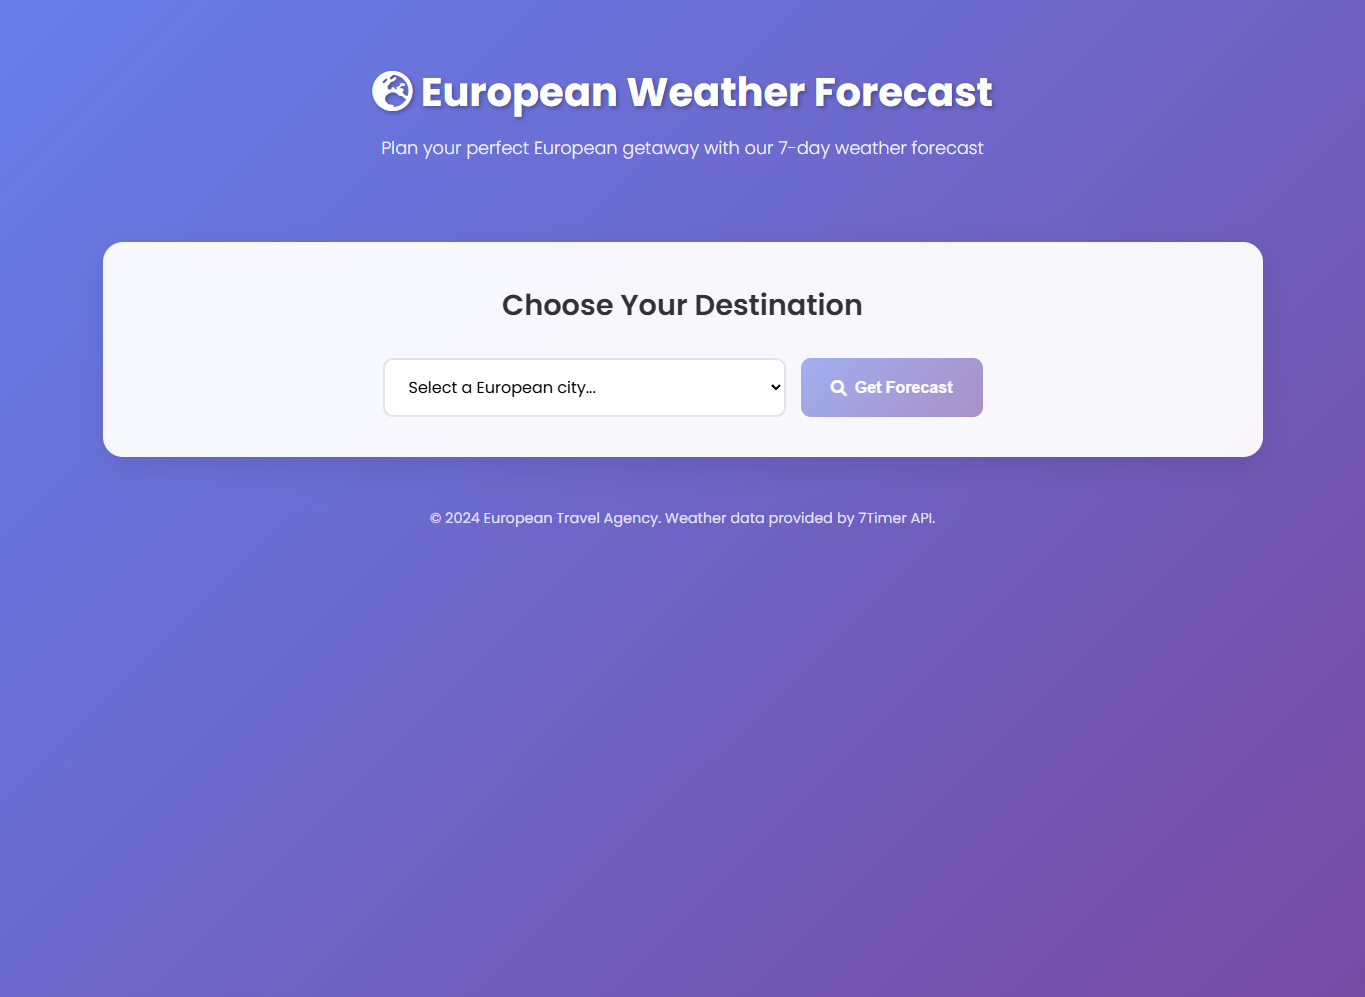 European Weather Forecast
Plan your perfect European getaway with our 7-day weather forecast
Choose Your Destination
Select a European city...
Get Forecast
© 2024 European Travel Agency. Weather data provided by 7Timer API.